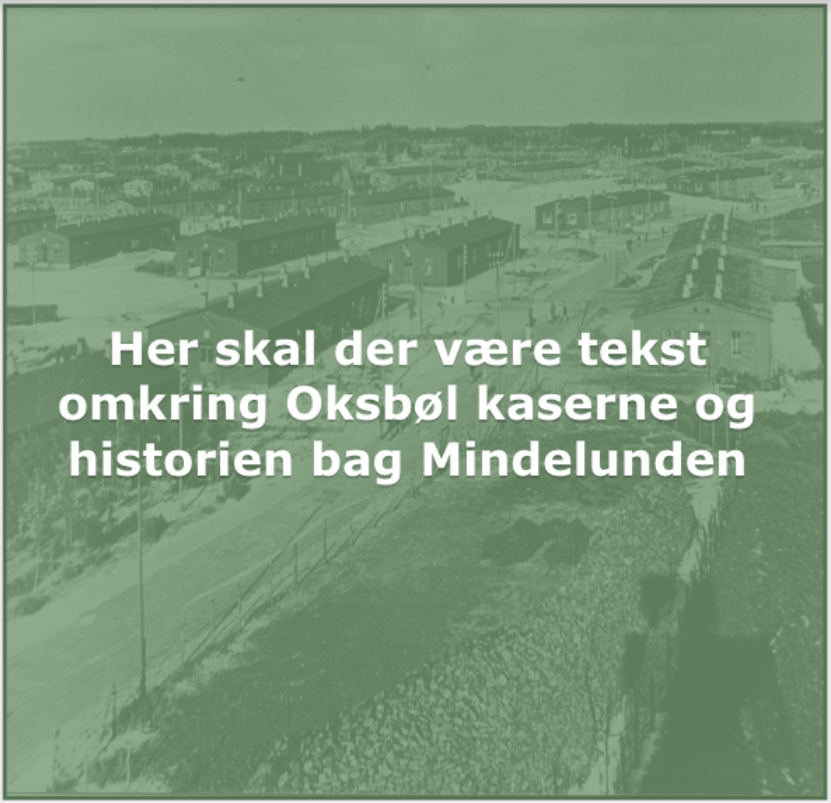 Her skal der være tekst
omkring Oksbøl kaserne og
historien bag Mindelunden